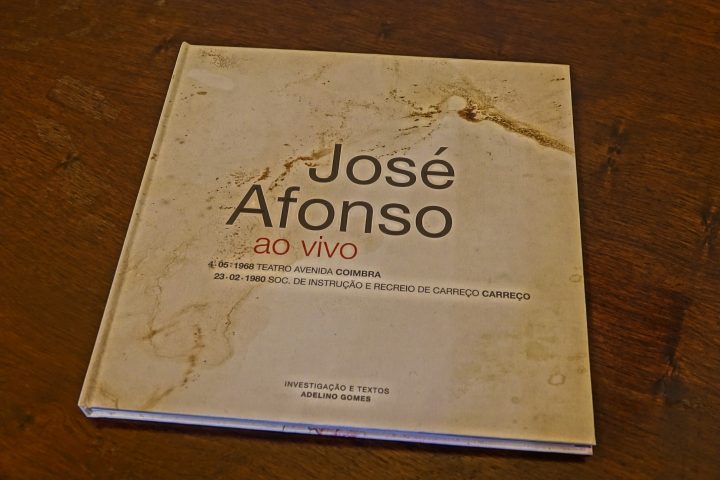 José
Afonso
ao vivo
4·05·1968 TEATRO AVENIDA COIMBRA
23·02·1980 SOC. DE INSTRUÇÃO E RECREIO DE CARREÇO CARREÇO
INVESTIGAÇÃO E TEXTOS
ADELINO GOMES